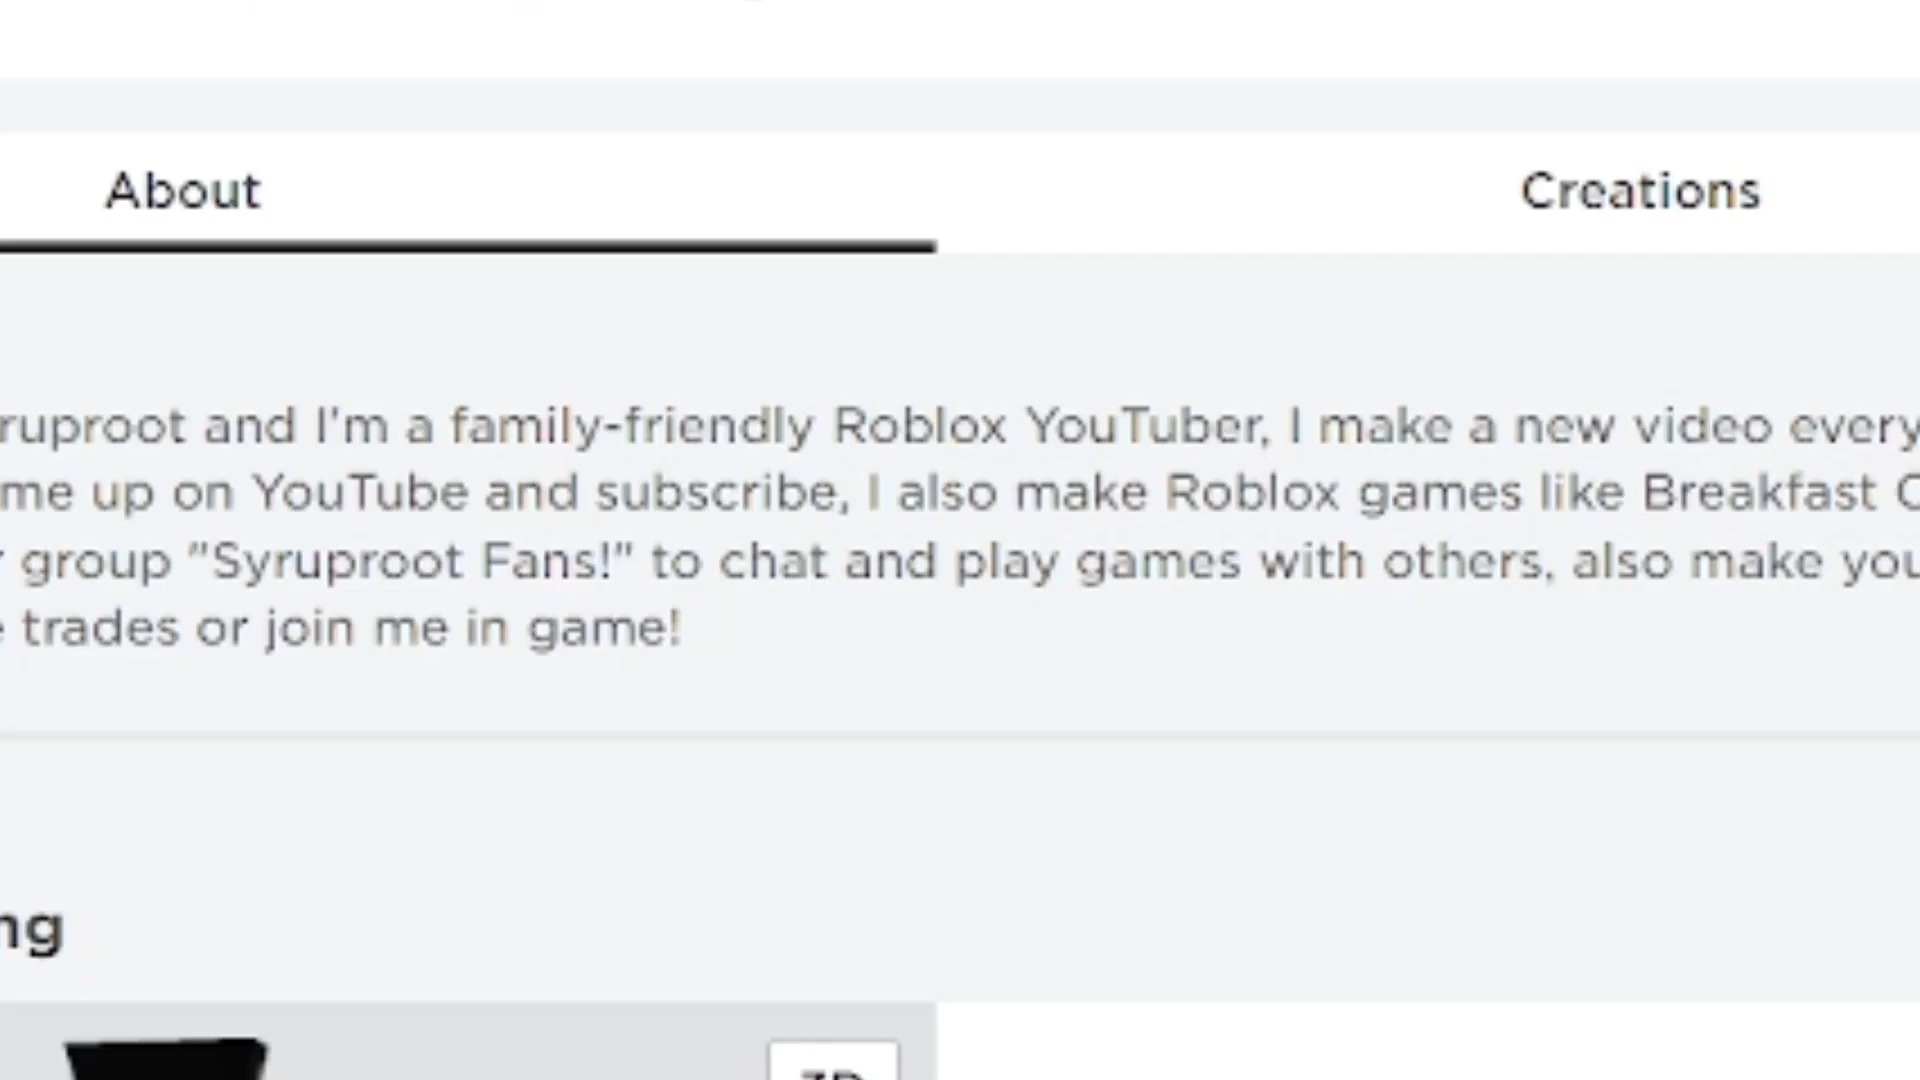 About
Creations
ruproot and I'm a family-friendly Roblox YouTuber, I make a new video every
me up on YouTube and subscribe, I also make Roblox games like Breakfast
group "Syruproot Fans!" to chat and play games with others, also make you
trades or join me in game!
ng
3D